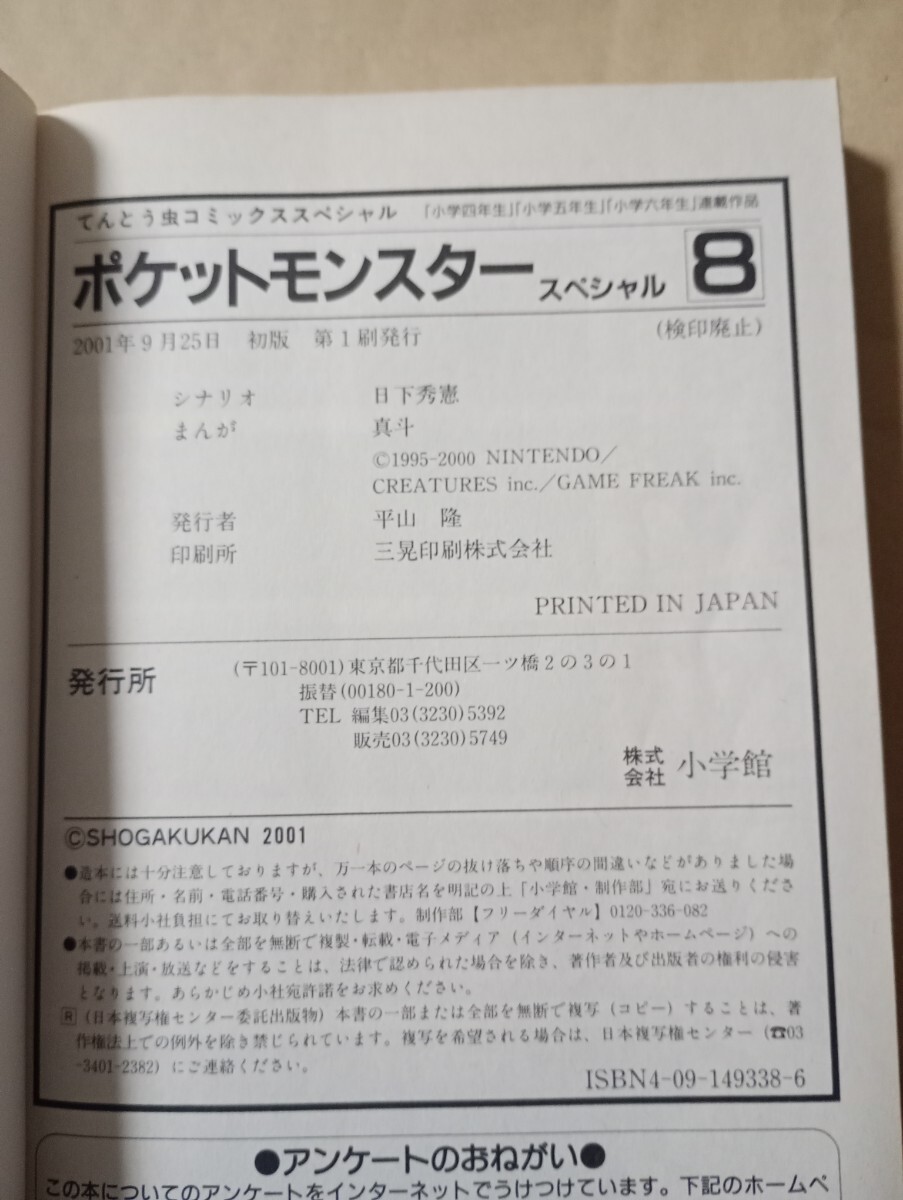 てんとう虫コミックススペシャル 「小学四年生」「小学五年生」「小学六年生」連載作品
ポケットモンスター スペシャル 8
2001年9月25日 初版 第1刷発行 (検印廃止)
シナリオ 日下秀憲
まんが 真斗
©1995-2000 NINTENDO/
CREATURES inc./GAME FREAK inc.
発行者 平山 隆
印刷所 三晃印刷株式会社
PRINTED IN JAPAN
発行所 (〒101-8001)東京都千代田区一ツ橋2の3の1
振替(00180-1-200)
TEL 編集03(3230)5392
販売03(3230)5749
株式会社 小学館
©SHOGAKUKAN 2001
●造本には十分注意しておりますが、万一本のページの抜け落ちや順序の間違いなどがありました場
合には住所・名前・電話番号・購入された書店名を明記の上「小学館・制作部」宛にお送りくださ
い。送料小社負担にてお取り替えいたします。制作部【フリーダイヤル】0120-336-082
●本書の一部あるいは全部を無断で複製・転載・電子メディア(インターネットやホームページ)への
掲載・上演・放送などをすることは、法律で認められた場合を除き、著作者及び出版者の権利の侵害
となります。あらかじめ小社宛許諾をお求めください。
R(日本複写権センター委託出版物)本書の一部または全部を無断で複写(コピー)することは、著
作権法上での例外を除き禁じられています。複写を希望される場合は、日本複写権センター(☎03
-3401-2382)にご連絡ください。
ISBN4-09-149338-6
●アンケートのおねがい●
この本についてのアンケートをインターネットでうけつけています。下記のホームペ